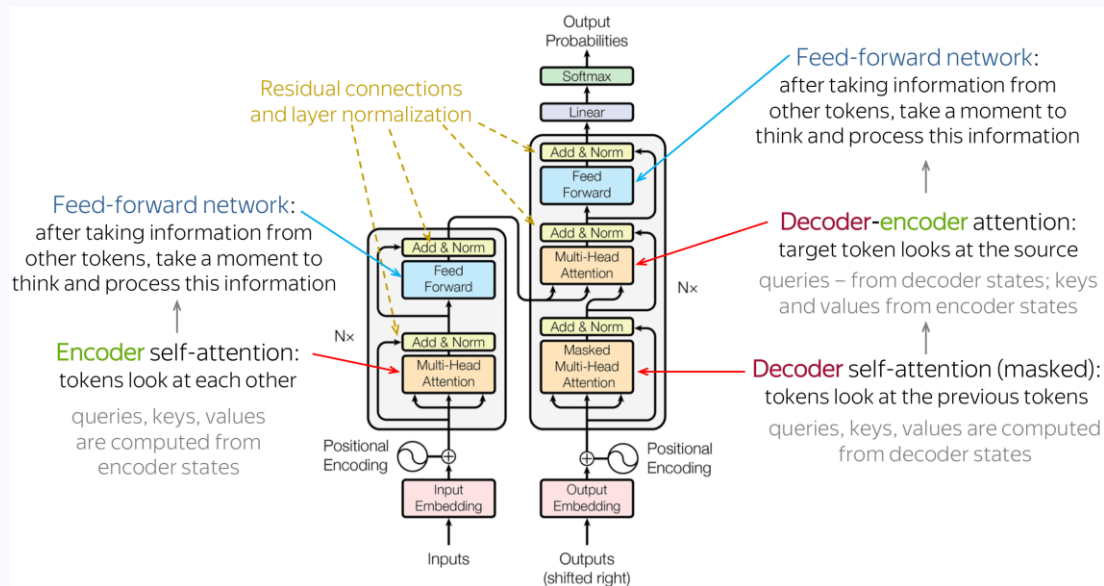 Output
Probabilities
Softmax
Linear
Add & Norm
Feed
Forward
Add & Norm
Multi-Head
Attention
Add & Norm
Masked
Multi-Head
Attention
N×
Positional
Encoding
Output
Embedding
Outputs
(shifted right)
Residual connections
and layer normalization
Add & Norm
Feed
Forward
Add & Norm
Multi-Head
Attention
N×
Positional
Encoding
Input
Embedding
Inputs
Feed-forward network:
after taking information from
other tokens, take a moment to
think and process this information
Encoder self-attention:
tokens look at each other
queries, keys, values
are computed from
encoder states
Feed-forward network:
after taking information from
other tokens, take a moment to
think and process this information
Decoder-encoder attention:
target token looks at the source
queries – from decoder states; keys
and values from encoder states
Decoder self-attention (masked):
tokens look at the previous tokens
queries, keys, values are computed
from decoder states